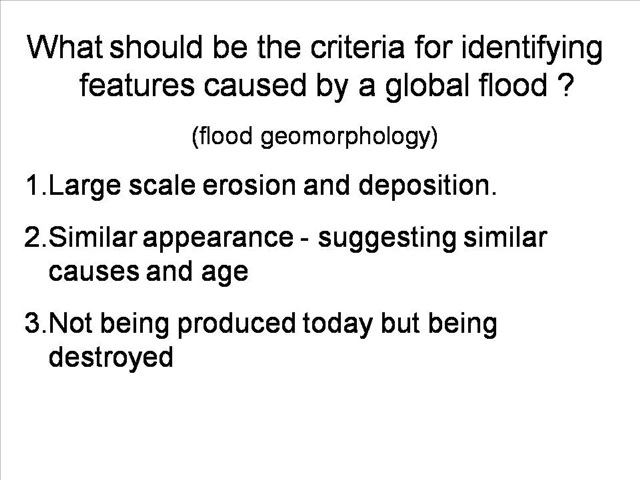 What should be the criteria for identifying
features caused by a global flood ?
(flood geomorphology)
1.Large scale erosion and deposition.
2.Similar appearance - suggesting similar
causes and age
3.Not being produced today but being
destroyed